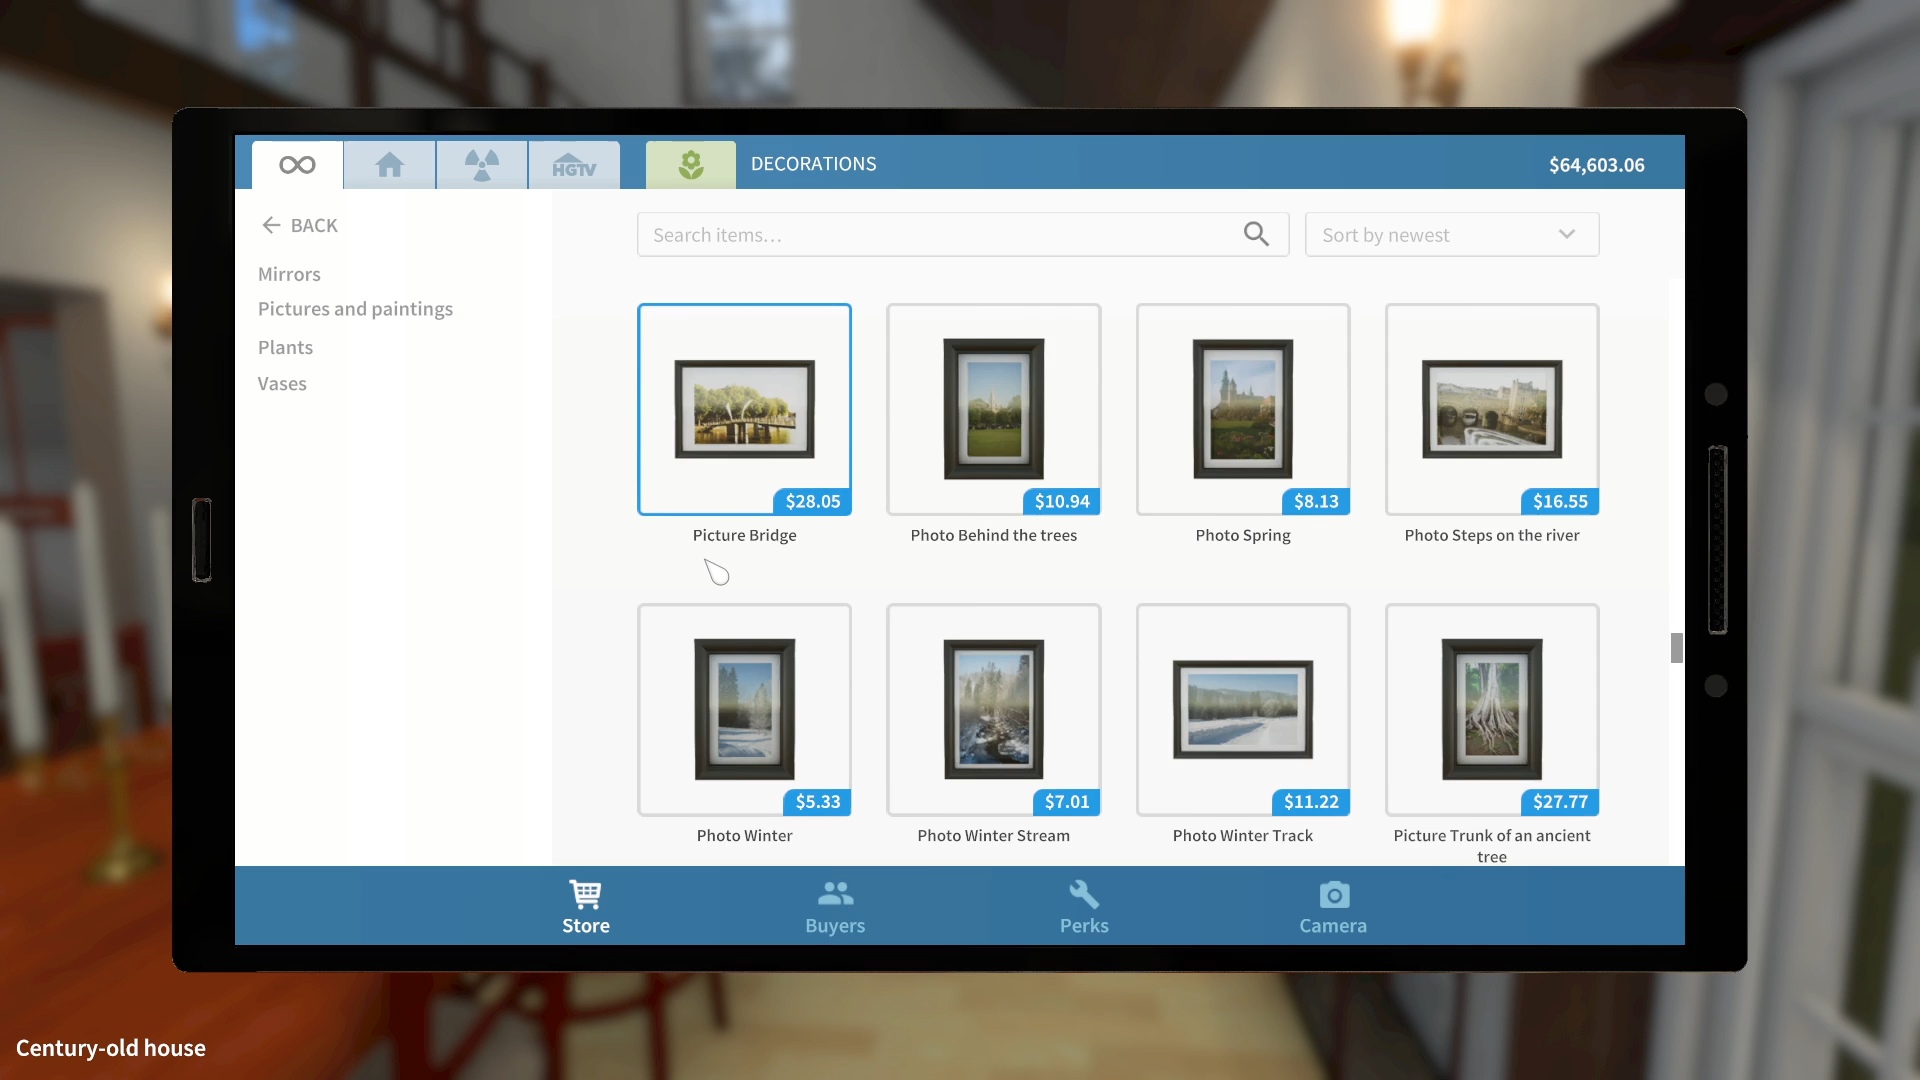 HGTV
DECORATIONS
$64,603.06
BACK
Search items...
Sort by newest
Mirrors
Pictures and paintings
Plants
Vases
$28.05
$10.94
$8.13
$16.55
Picture Bridge
Photo Behind the trees
Photo Spring
Photo Steps on the river
$5.33
$7.01
$11.22
$27.77
Photo Winter
Photo Winter Stream
Photo Winter Track
Picture Trunk of an ancient
tree
Store
Buyers
Perks
Camera
Century-old house